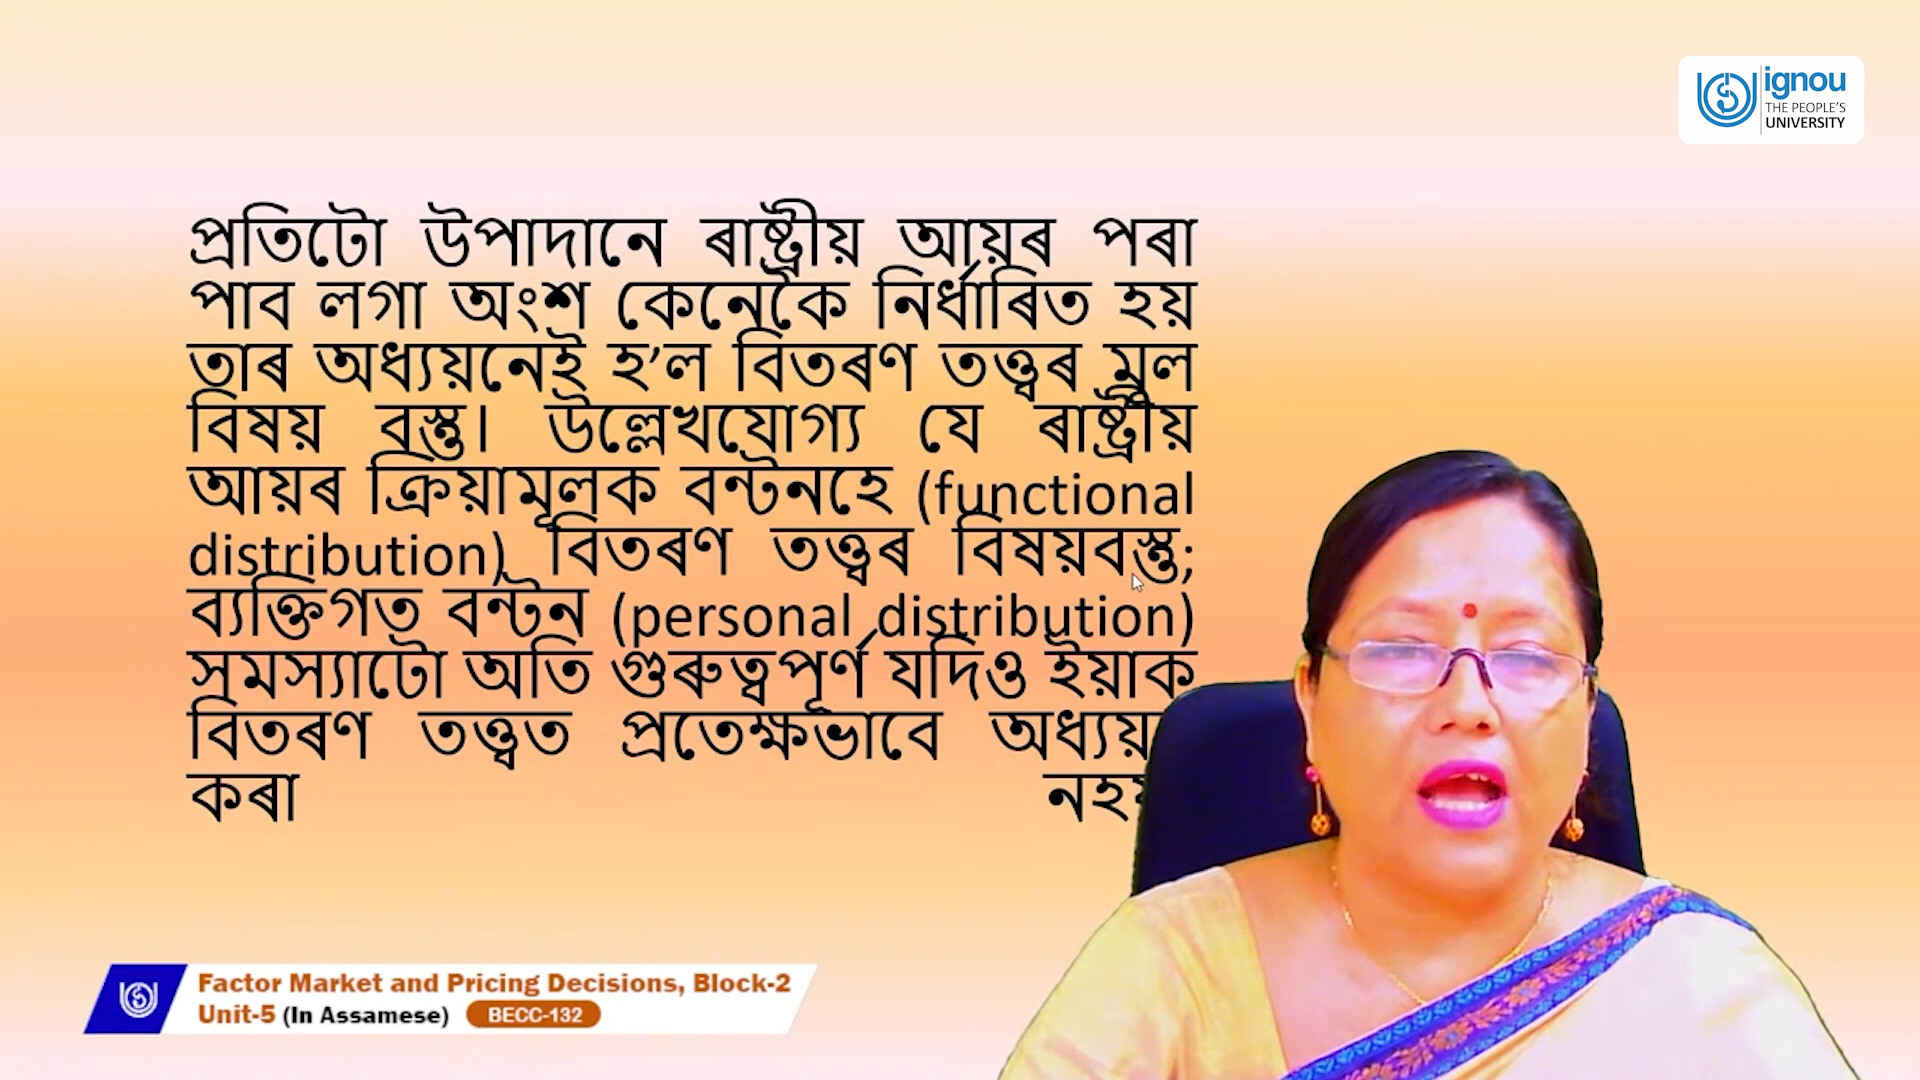 ignou
THE PEOPLE'S
UNIVERSITY
প্ৰতিটো উপাদানে ৰাষ্ট্ৰীয় আয়ৰ পৰা
পাব লগা অংশ কেনেকৈ নিৰ্ধাৰিত হয়
তাৰ অধ্যয়নেই হ’ল বিতৰণ তত্ত্বৰ মূল
বিষয় বস্তু। উল্লেখযোগ্য যে ৰাষ্ট্ৰীয়
আয়ৰ ক্ৰিয়ামূলক বন্টনহে (functional
distribution) বিতৰণ তত্ত্বৰ বিষয়বস্তু;
ব্যক্তিগত বন্টন (personal distribution)
সমস্যাটো অতি গুৰুত্বপূৰ্ণ যদিও ইয়াক
বিতৰণ তত্ত্বত প্ৰতেক্ষভাবে
কৰা
Factor Market and Pricing Decisions, Block-2
Unit-5 (In Assamese) BECC-132